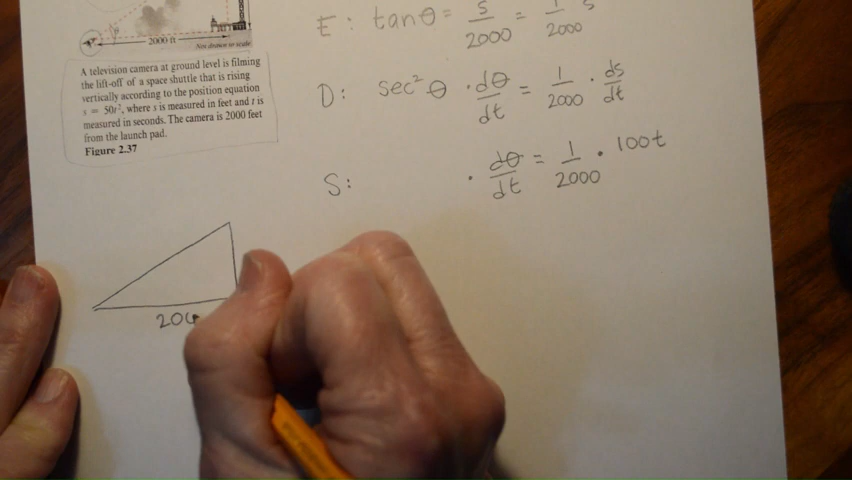 2000 ft
Not drawn to scale
A television camera at ground level is filming
the lift-off of a space shuttle that is rising
vertically according to the position equation
s = 50t², where s is measured in feet and t is
measured in seconds. The camera is 2000 feet
from the launch pad.
Figure 2.37
E: tanθ = s/2000 = 1/2000 s
D: sec²θ · dθ/dt = 1/2000 · ds/dt
S: · dθ/dt = 1/2000 · 100t
200